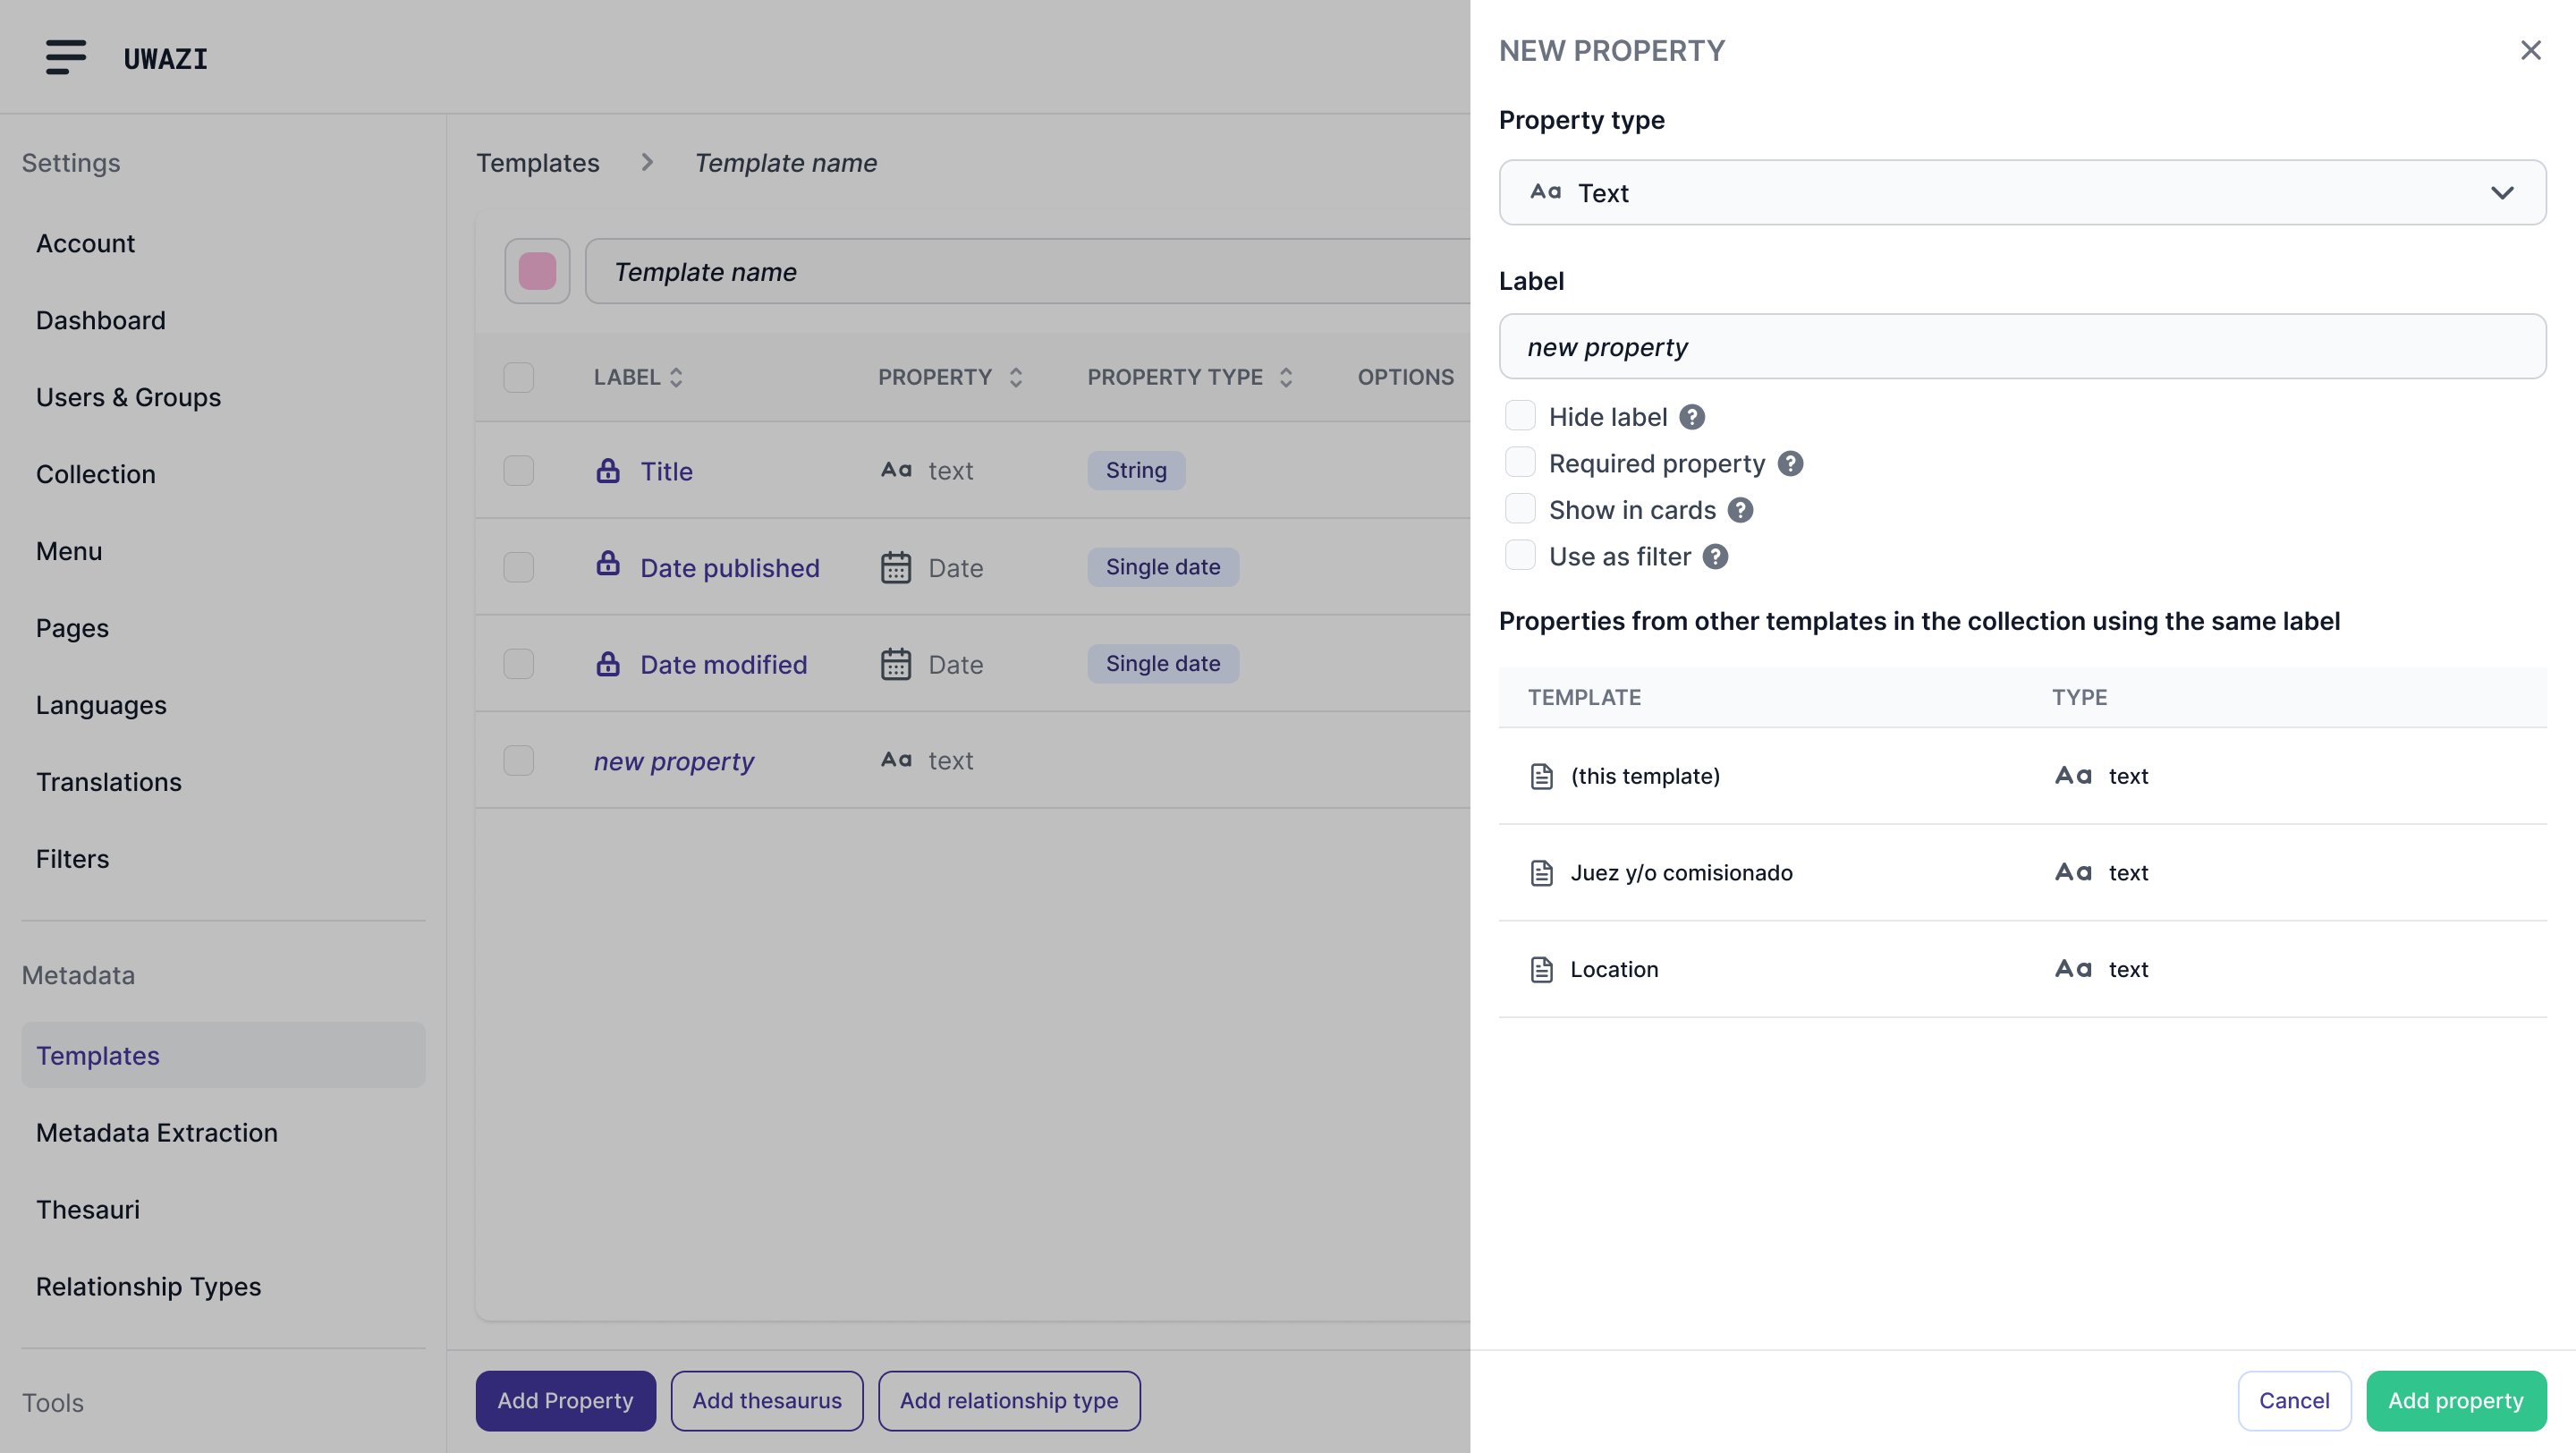 UWAZI
Settings
Account
Dashboard
Users & Groups
Collection
Menu
Pages
Languages
Translations
Filters
Metadata
Templates
Metadata Extraction
Thesauri
Relationship Types
Tools
Templates Template name
Template name
LABEL PROPERTY PROPERTY TYPE OPTIONS
Title Aa text String
Date published Date Single date
Date modified Date Single date
new property Aa text
Add Property Add thesaurus Add relationship type
NEW PROPERTY
Property type
Aa Text
Label
new property
Hide label ?
Required property ?
Show in cards ?
Use as filter ?
Properties from other templates in the collection using the same label
TEMPLATE TYPE
(this template) Aa text
Juez y/o comisionado Aa text
Location Aa text
Cancel Add property